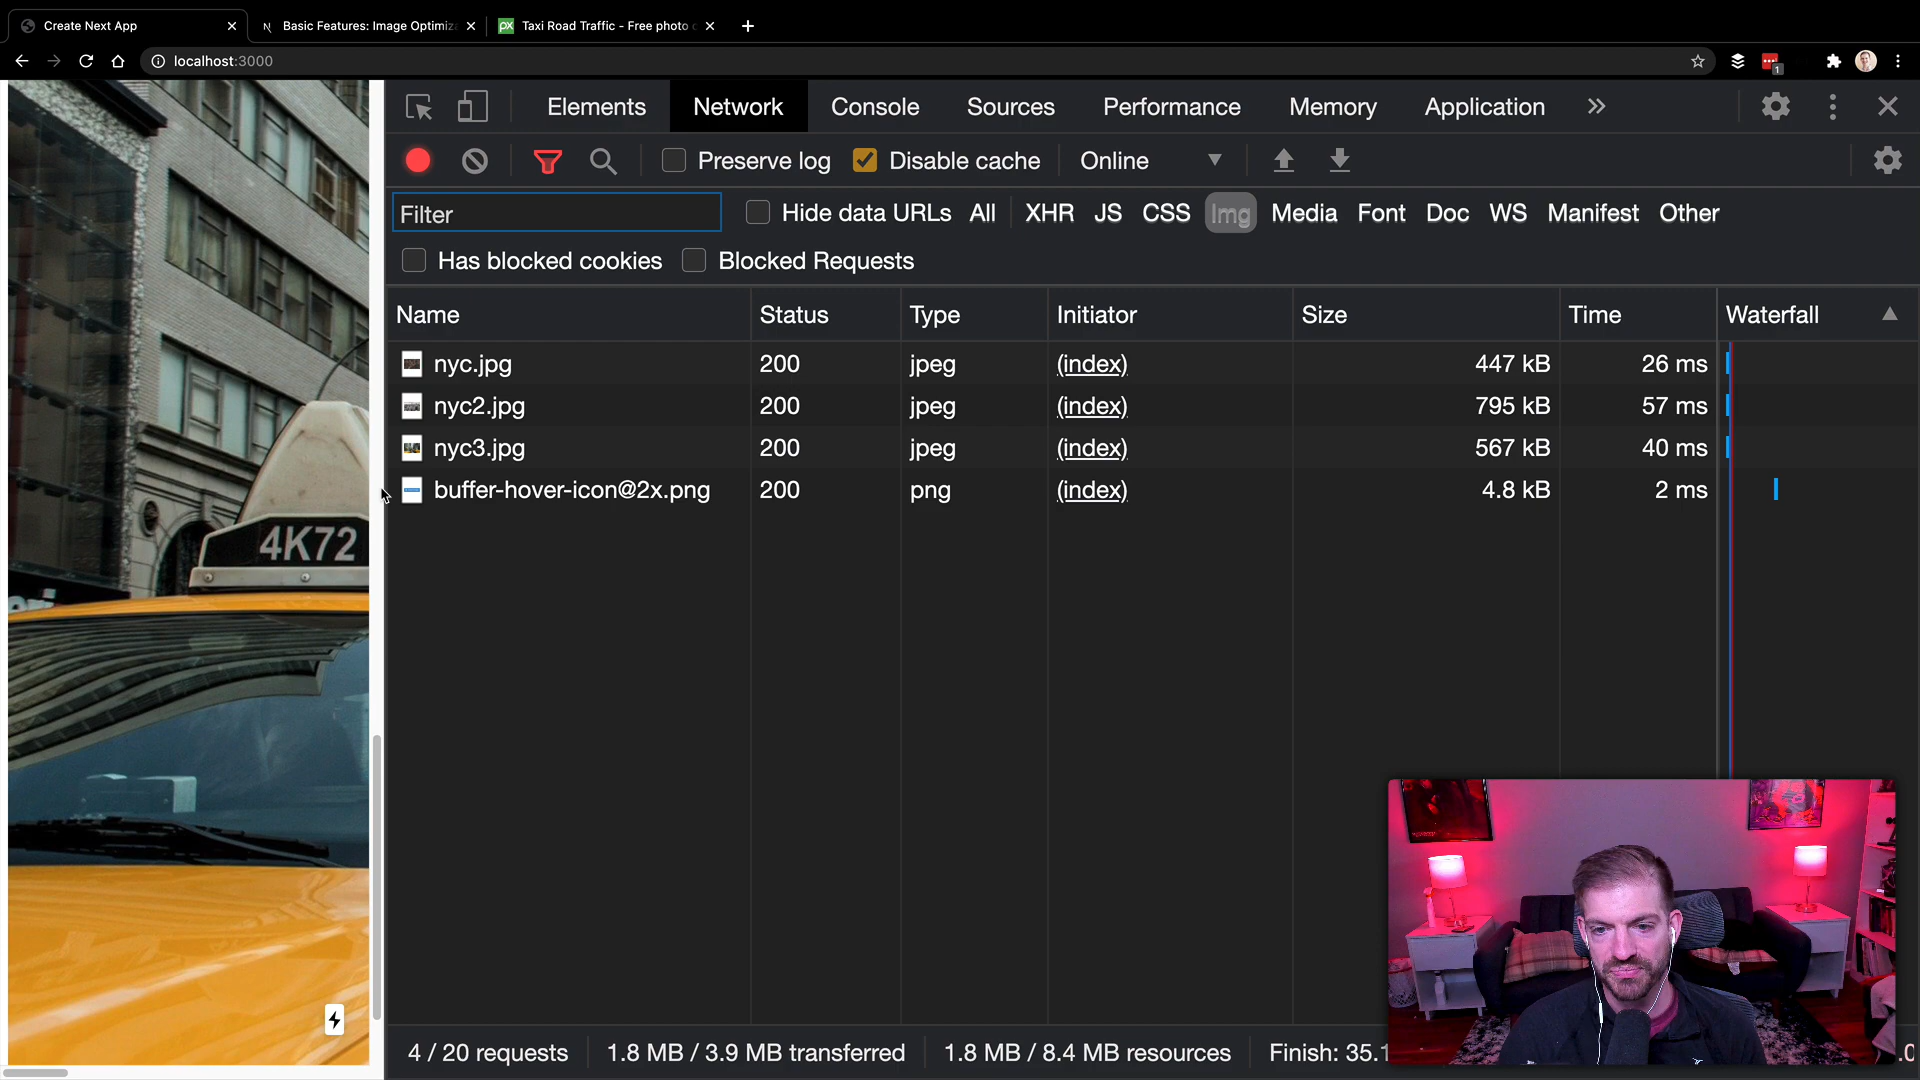 Create Next App
Basic Features: Image Optimiz
Taxi Road Traffic - Free photo
localhost:3000
1
Elements Network Console Sources Performance Memory Application
Preserve log Disable cache Online
Filter Hide data URLs All XHR JS CSS Img Media Font Doc WS Manifest Other
Has blocked cookies Blocked Requests
Name Status Type Initiator Size Time Waterfall
nyc.jpg 200 jpeg (index) 447 kB 26 ms
nyc2.jpg 200 jpeg (index) 795 kB 57 ms
nyc3.jpg 200 jpeg (index) 567 kB 40 ms
buffer-hover-icon@2x.png 200 png (index) 4.8 kB 2 ms
4K72
4 / 20 requests 1.8 MB / 3.9 MB transferred 1.8 MB / 8.4 MB resources Finish: 35.1